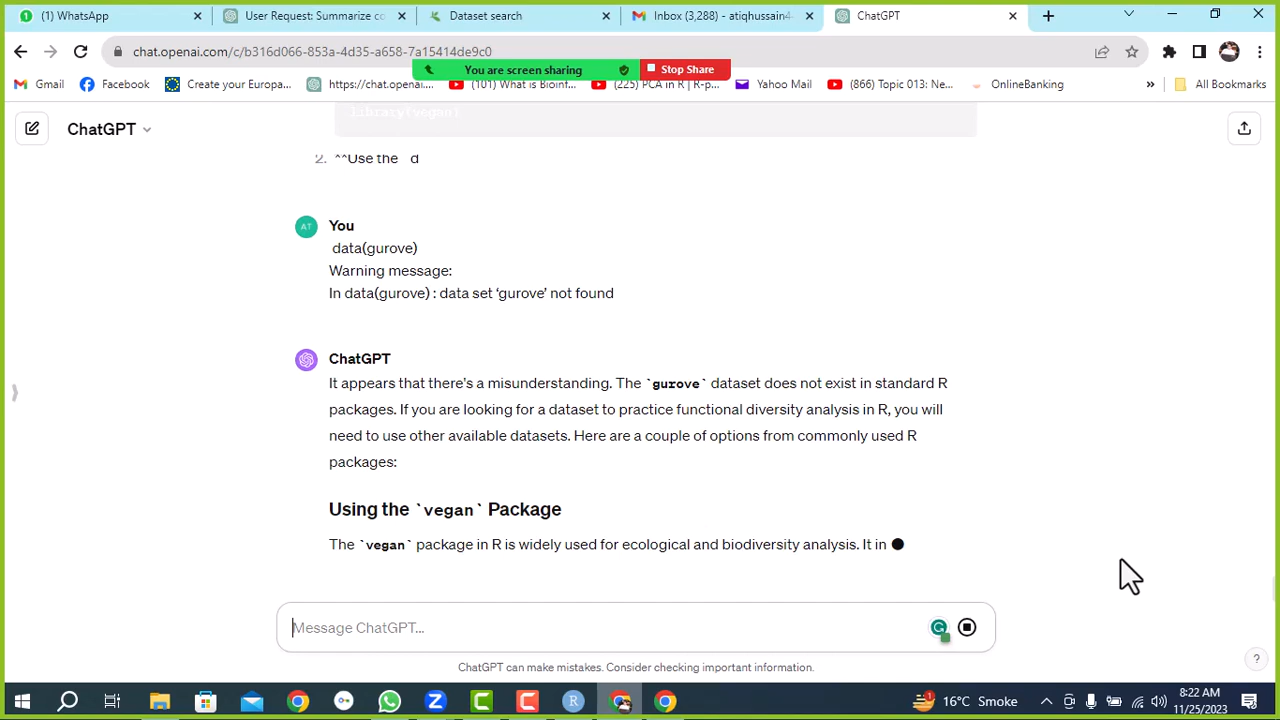 (1) WhatsApp
User Request: Summarize co
Dataset search
Inbox (3,288) - atiqhussain4
ChatGPT
chat.openai.com/c/b316d066-853a-4d35-a658-7a15414de9c0
You are screen sharing
Stop Share
Gmail
Facebook
Create your Europa...
https://chat.openai....
(101) What is Bioinf...
(225) PCA in R | R-p...
Yahoo Mail
(866) Topic 013: Ne...
OnlineBanking
»
All Bookmarks
ChatGPT
library(vegan)
2. ^^Use the d
AT
You
data(gurove)
Warning message:
In data(gurove) : data set ‘gurove’ not found
ChatGPT
It appears that there's a misunderstanding. The `gurove` dataset does not exist in standard R
packages. If you are looking for a dataset to practice functional diversity analysis in R, you will
need to use other available datasets. Here are a couple of options from commonly used R
packages:
Using the `vegan` Package
The `vegan` package in R is widely used for ecological and biodiversity analysis. It in
Message ChatGPT...
ChatGPT can make mistakes. Consider checking important information.
?
1
16°C Smoke
8:22 AM
11/25/2023